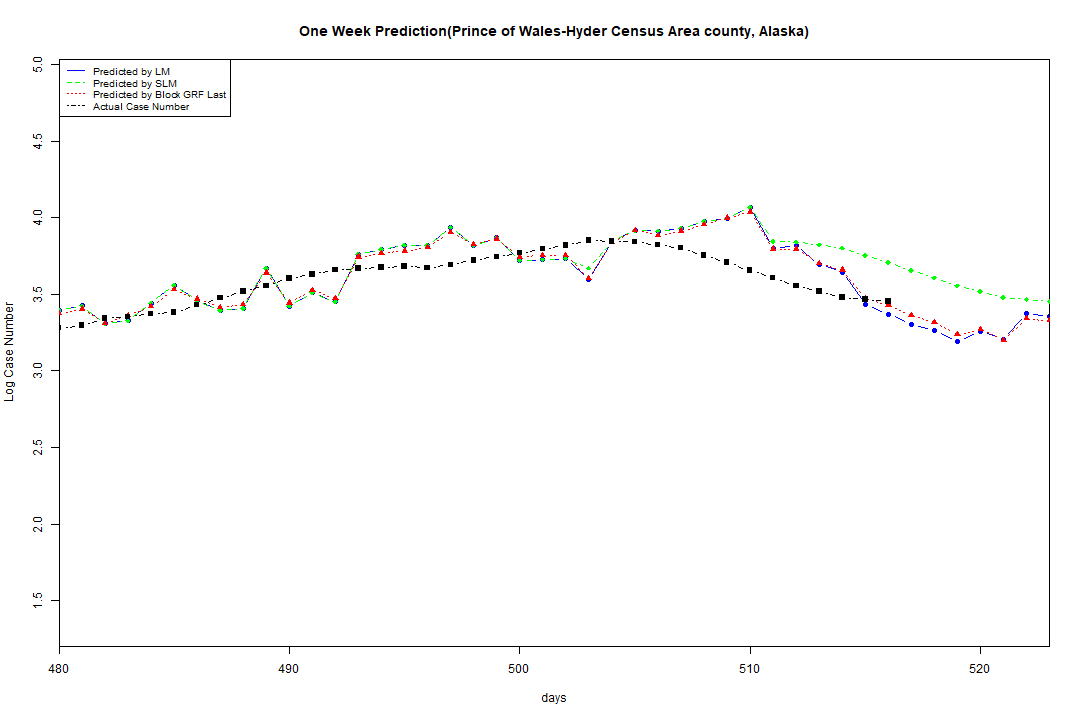 One Week Prediction(Prince of Wales-Hyder Census Area county, Alaska)
Predicted by LM
Predicted by SLM
Predicted by Block GRF Last
Actual Case Number
5.0
4.5
4.0
3.5
3.0
2.5
2.0
1.5
Log Case Number
480 490 500 510 520
days